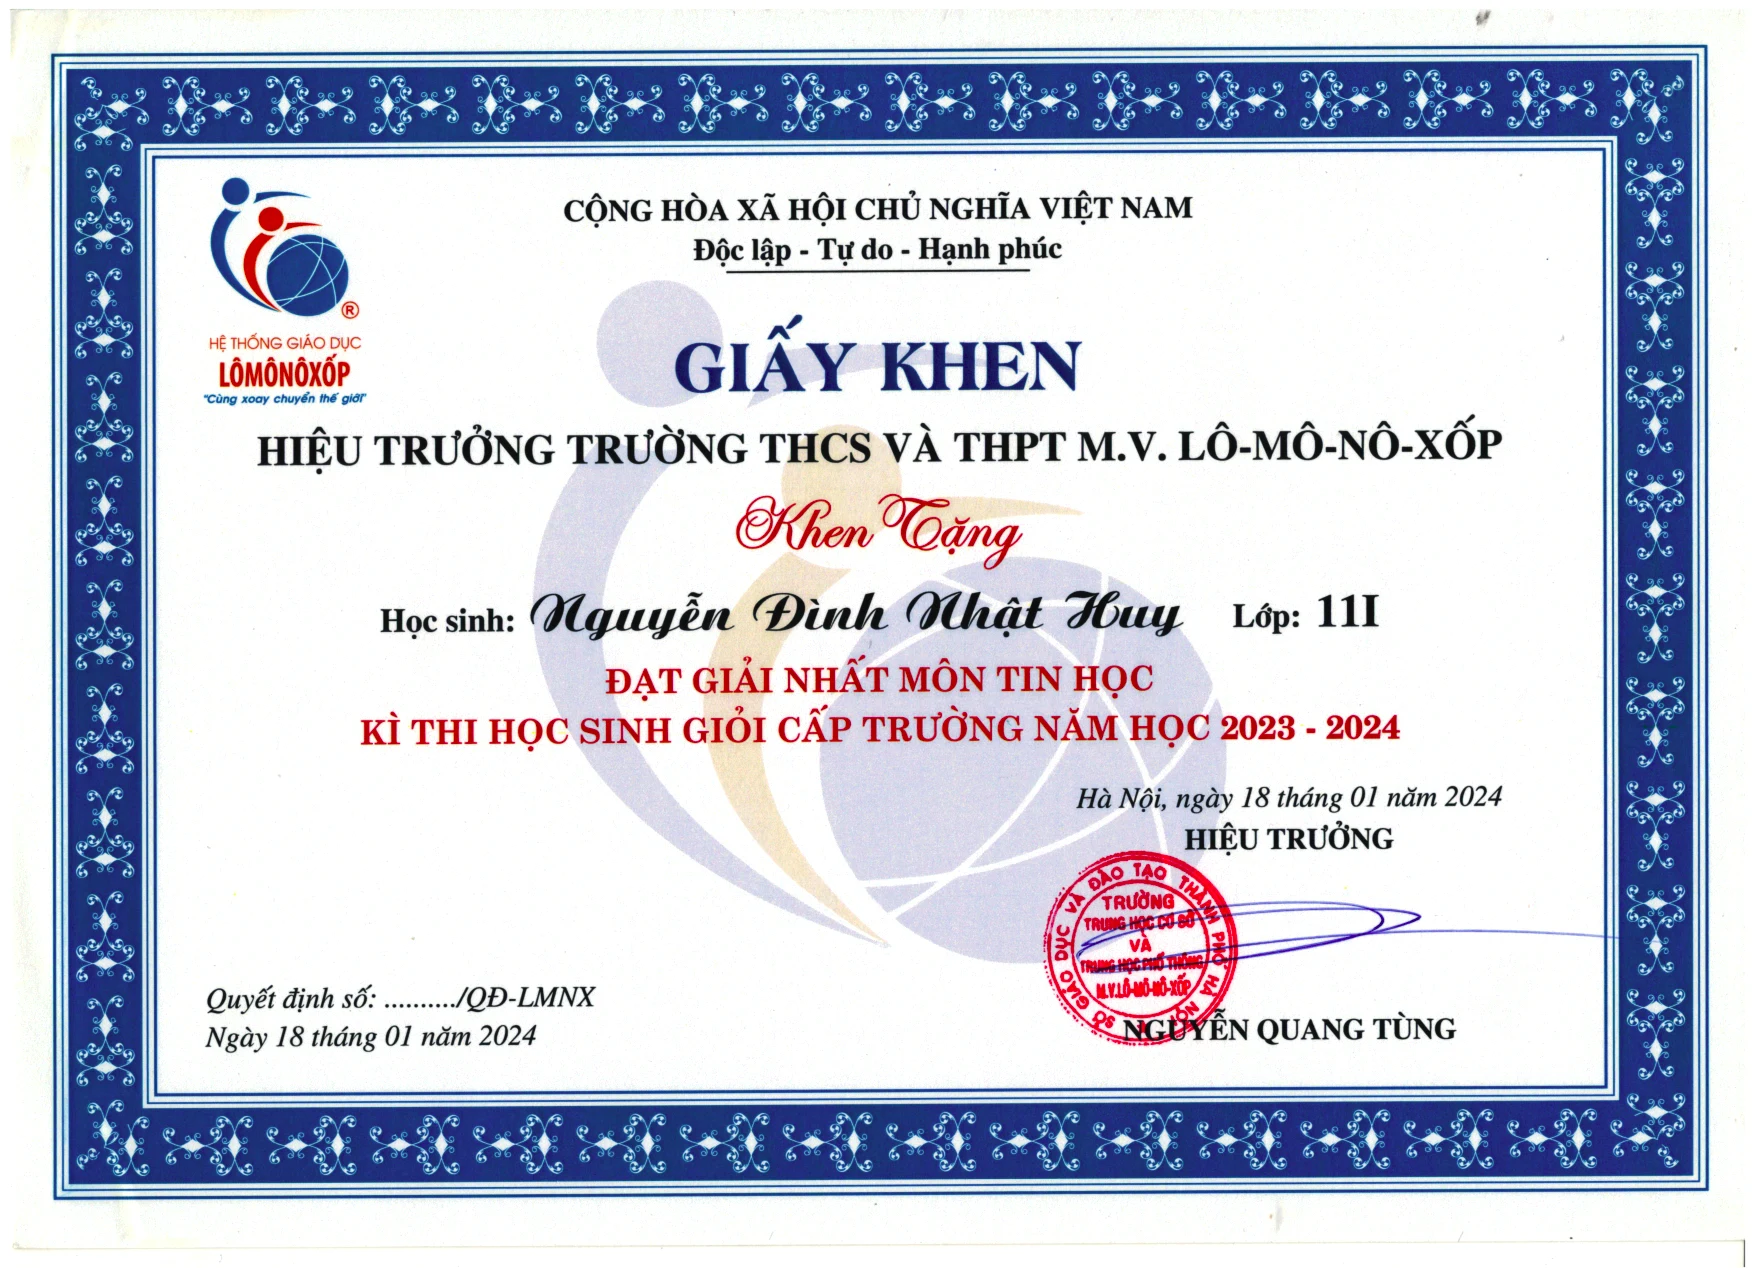 CỘNG HÒA XÃ HỘI CHỦ NGHĨA VIỆT NAM
Độc lập - Tự do - Hạnh phúc
®
HỆ THỐNG GIÁO DỤC
LÔMÔNÔXỐP
"Cùng xoay chuyển thế giới"
GIẤY KHEN
HIỆU TRƯỞNG TRƯỜNG THCS VÀ THPT M.V. LÔ-MÔ-NÔ-XỐP
Khen Tặng
Học sinh: Nguyễn Đình Nhật Huy Lớp: 11I
ĐẠT GIẢI NHẤT MÔN TIN HỌC
KÌ THI HỌC SINH GIỎI CẤP TRƯỜNG NĂM HỌC 2023 - 2024
Hà Nội, ngày 18 tháng 01 năm 2024
HIỆU TRƯỞNG
SỞ GIÁO DỤC VÀ ĐÀO TẠO THÀNH PHỐ HÀ NỘI
TRƯỜNG
TRUNG HỌC CƠ SỞ
VÀ
TRUNG HỌC PHỔ THÔNG
M.V.LÔ-MÔ-NÔ-XỐP
NGUYỄN QUANG TÙNG
Quyết định số: ........../QĐ-LMNX
Ngày 18 tháng 01 năm 2024